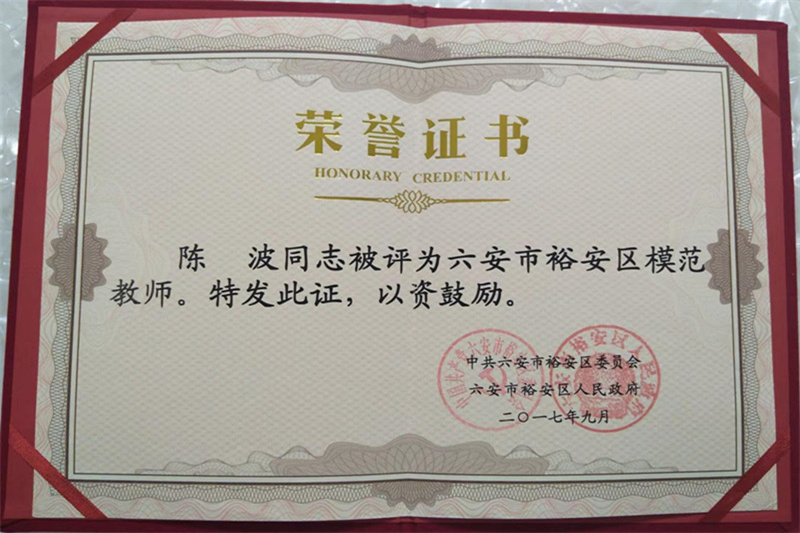 荣誉证书
HONORARY CREDENTIAL
陈 波同志被评为六安市裕安区模范
教师。特发此证，以资鼓励。
中共六安市裕安区委员会
六安市裕安区人民政府
二〇一七年九月